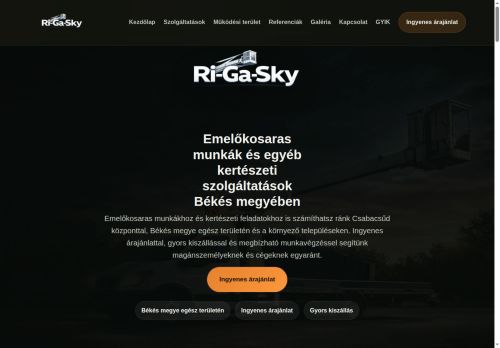 Ri-Ga-Sky
Kezdőlap Szolgáltatások Működési terület Referenciák Galéria Kapcsolat GYIK Ingyenes árajánlat
Ri-Ga-Sky
Emelőkosaras
munkák és egyéb
kertészeti
szolgáltatások
Békés megyében
Emelőkosaras munkákhoz és kertészeti feladatokhoz is számíthatsz ránk Csabacsűd
központtal, Békés megye egész területén és a környező településeken. Ingyenes
árajánlattal, gyors kiszállással és megbízható munkavégzéssel segítünk
magánszemélyeknek és cégeknek egyaránt.
Ingyenes árajánlat
Békés megye egész területén Ingyenes árajánlat Gyors kiszállás